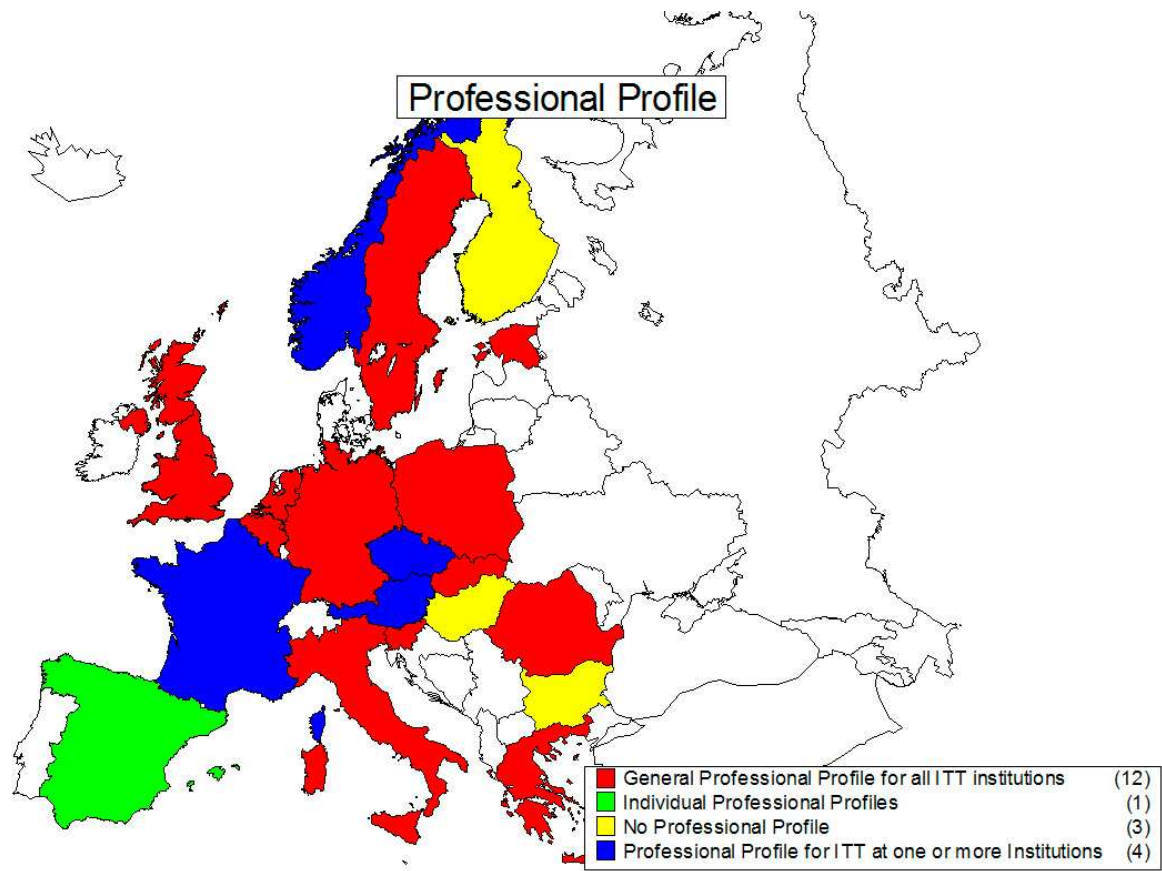 Professional Profile
General Professional Profile for all ITT institutions (12)
Individual Professional Profiles (1)
No Professional Profile (3)
Professional Profile for ITT at one or more Institutions (4)